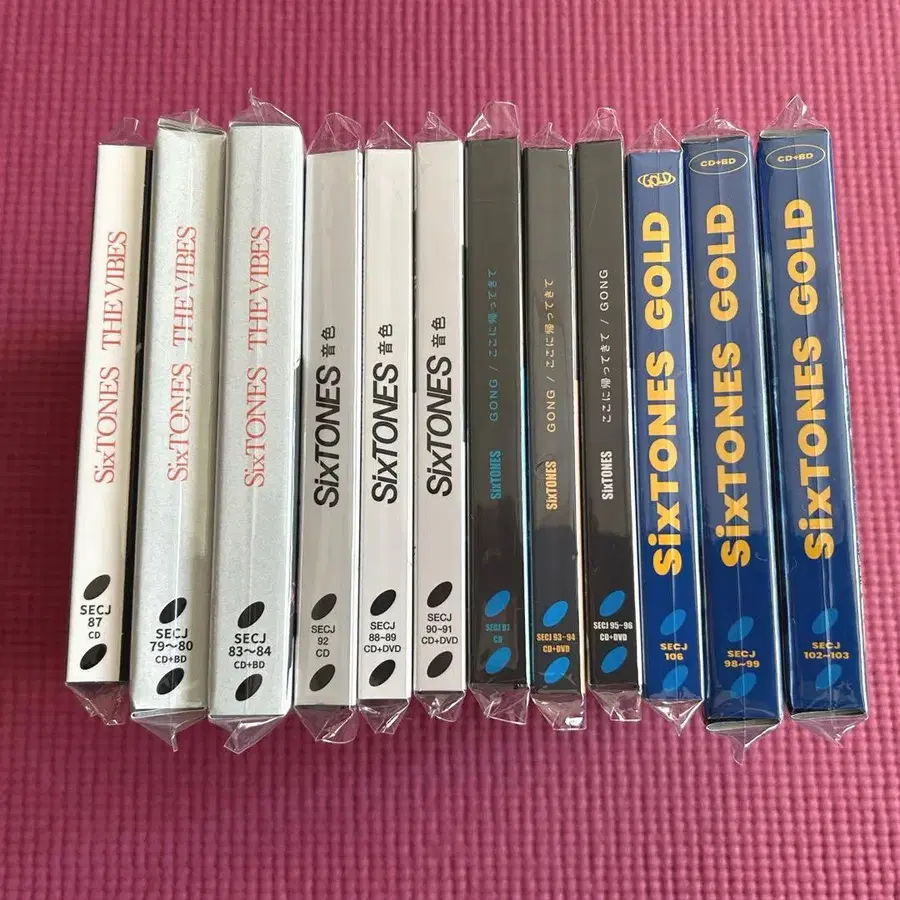 SixTONES THE VIBES
SECJ
87
CD
SixTONES THE VIBES
SECJ
79〜80
CD+BD
SixTONES THE VIBES
SECJ
83〜84
CD+BD
SixTONES 音色
SECJ
92
CD
SixTONES 音色
SECJ
88~89
CD+DVD
SixTONES 音色
SECJ
90~91
CD+DVD
SixTONES GONG / ここに帰ってきて
CD
SixTONES GONG / ここに帰ってきて
SECJ 93~94
CD+DVD
SixTONES ここに帰ってきて / GONG
SECJ 95~96
CD+DVD
GOLD
SixTONES GOLD
SECJ
106
CD+BD
SixTONES GOLD
SECJ
98~99
CD+BD
SixTONES GOLD
SECJ
102~103